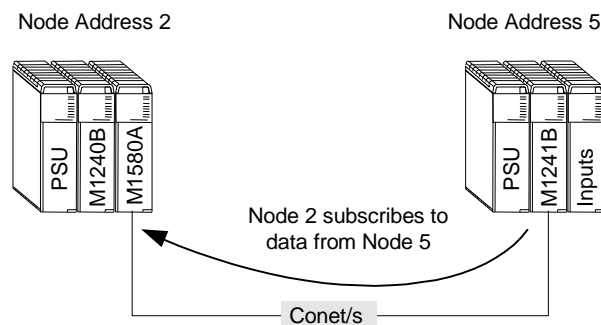 Node Address 2
Node Address 5
PSU
M1240B
M1580A
PSU
M1241B
Inputs
Node 2 subscribes to
data from Node 5
Conet/s